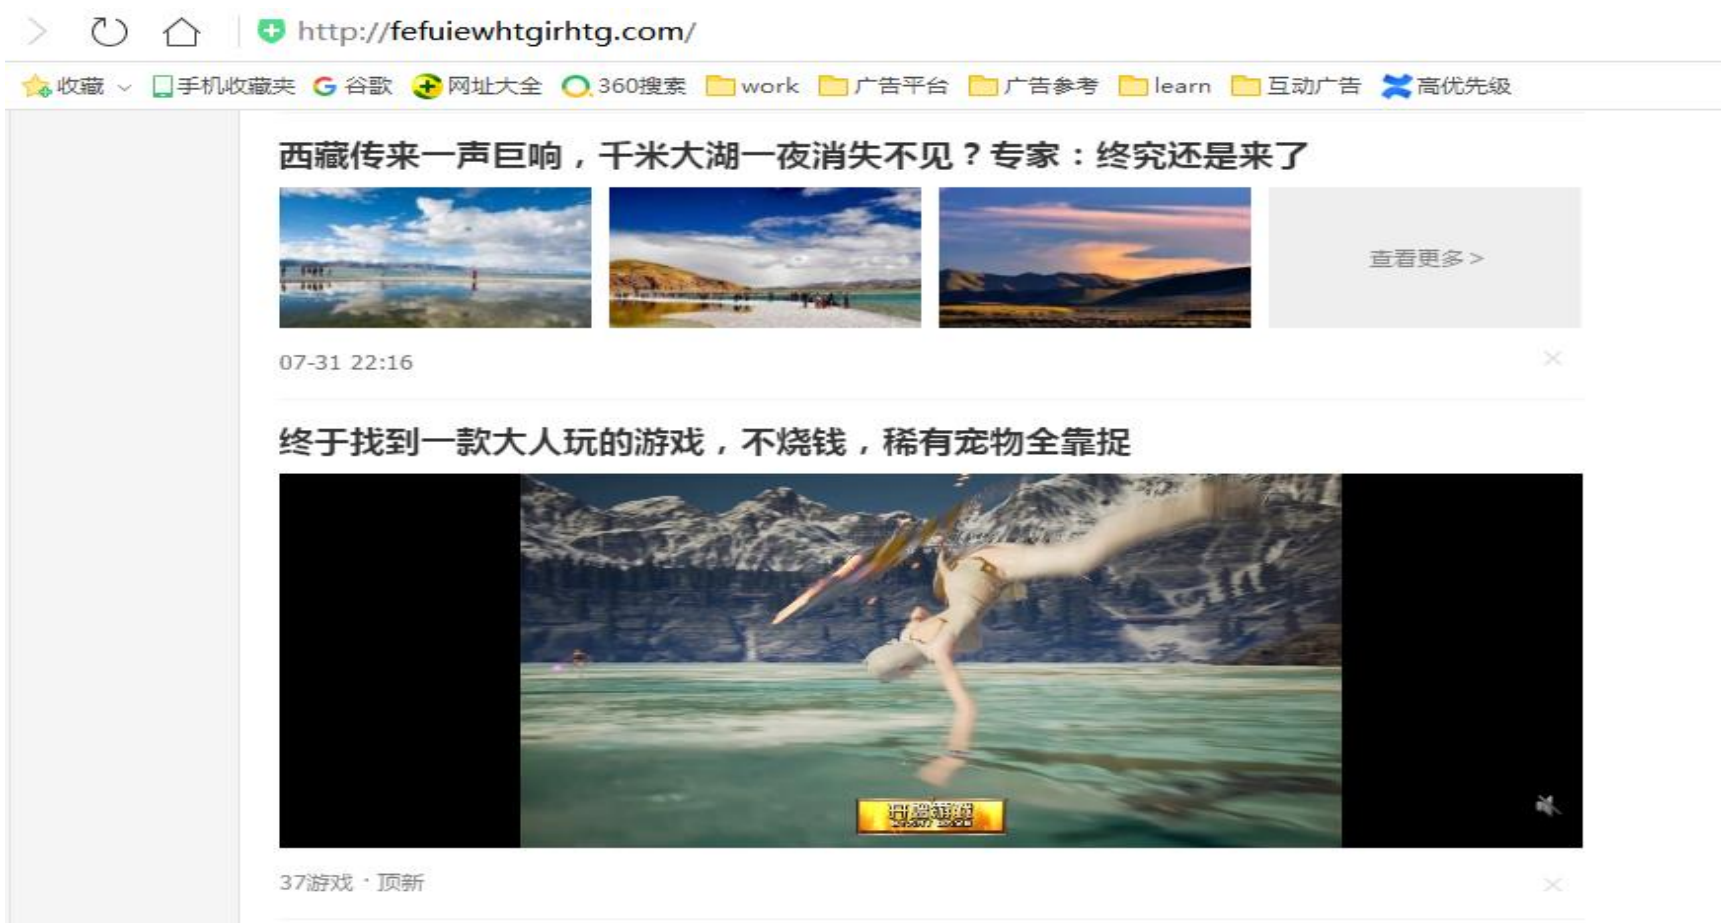 http://fefuiewhtgirhtg.com/
收藏 手机收藏夹 谷歌 网址大全 360搜索 work 广告平台 广告参考 learn 互动广告 高优先级
西藏传来一声巨响，千米大湖一夜消失不见？专家：终究还是来了
查看更多 >
07-31 22:16
终于找到一款大人玩的游戏，不烧钱，稀有宠物全靠捉
37游戏 · 顶新